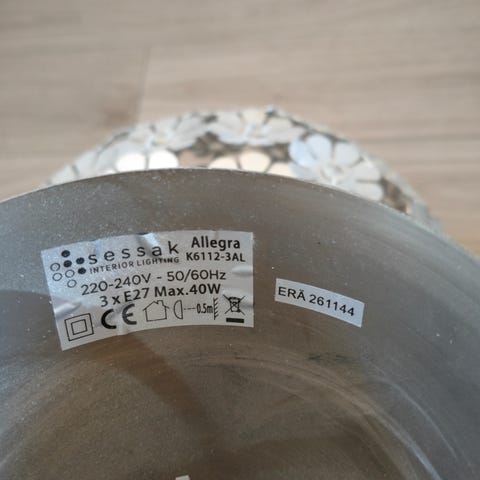 sessak
INTERIOR LIGHTING
Allegra
K6112-3AL
220-240V - 50/60Hz
3 x E27 Max.40W
CE
0.5m
ERÄ 261144